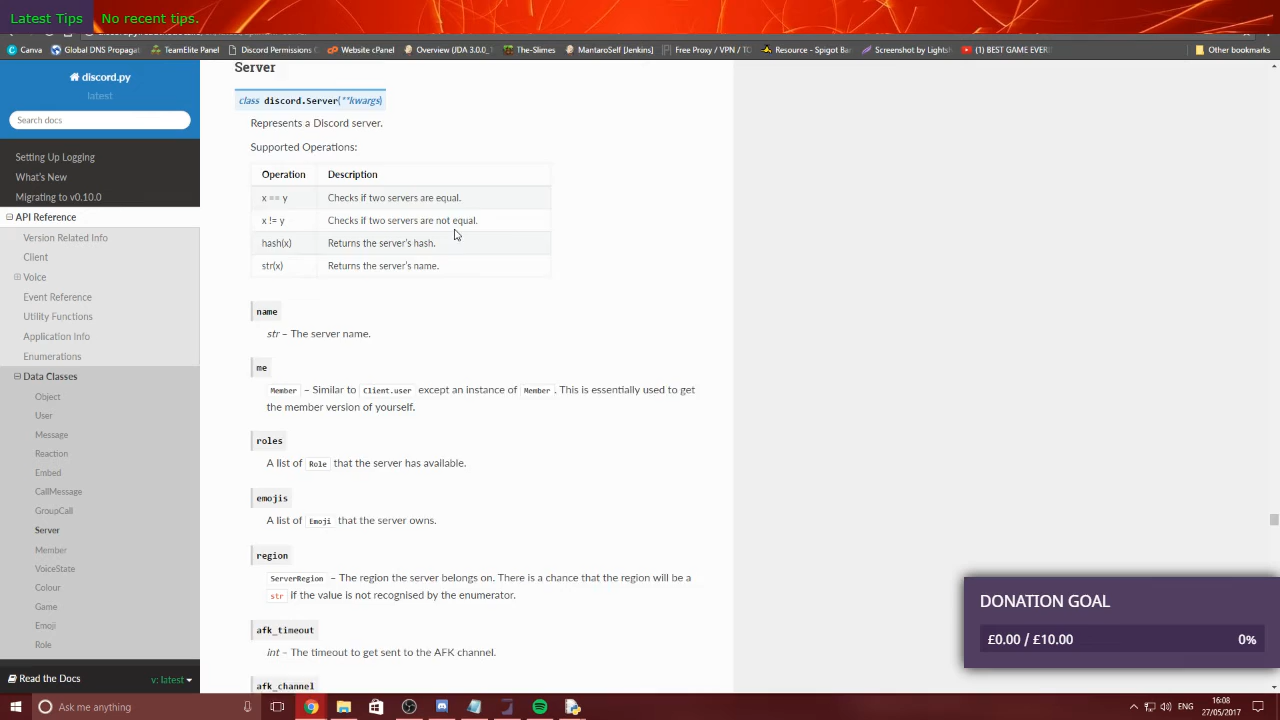 Latest Tips No recent tips.
Canva Global DNS Propagat TeamElite Panel Discord Permissions C Website cPanel Overview (JDA 3.0.0_ The-Slimes MantaroSelf [Jenkins] Free Proxy / VPN / TO Resource - Spigot Bar Screenshot by Lights (1) BEST GAME EVER! Other bookmarks
discord.py
latest
Search docs
Setting Up Logging
What's New
Migrating to v0.10.0
API Reference
Version Related Info
Client
Voice
Event Reference
Utility Functions
Application Info
Enumerations
Data Classes
Object
User
Message
Reaction
Embed
CallMessage
GroupCall
Server
Member
VoiceState
Colour
Game
Emoji
Role
Read the Docs v: latest
Server
class discord.Server(**kwargs)
Represents a Discord server.
Supported Operations:
Operation Description
x == y Checks if two servers are equal.
x != y Checks if two servers are not equal.
hash(x) Returns the server's hash.
str(x) Returns the server's name.
name
str – The server name.
me
Member – Similar to Client.user except an instance of Member . This is essentially used to get
the member version of yourself.
roles
A list of Role that the server has available.
emojis
A list of Emoji that the server owns.
region
ServerRegion – The region the server belongs on. There is a chance that the region will be a
str if the value is not recognised by the enumerator.
afk_timeout
int – The timeout to get sent to the AFK channel.
afk_channel
DONATION GOAL
£0.00 / £10.00 0%
Ask me anything
ENG
16:08
27/05/2017